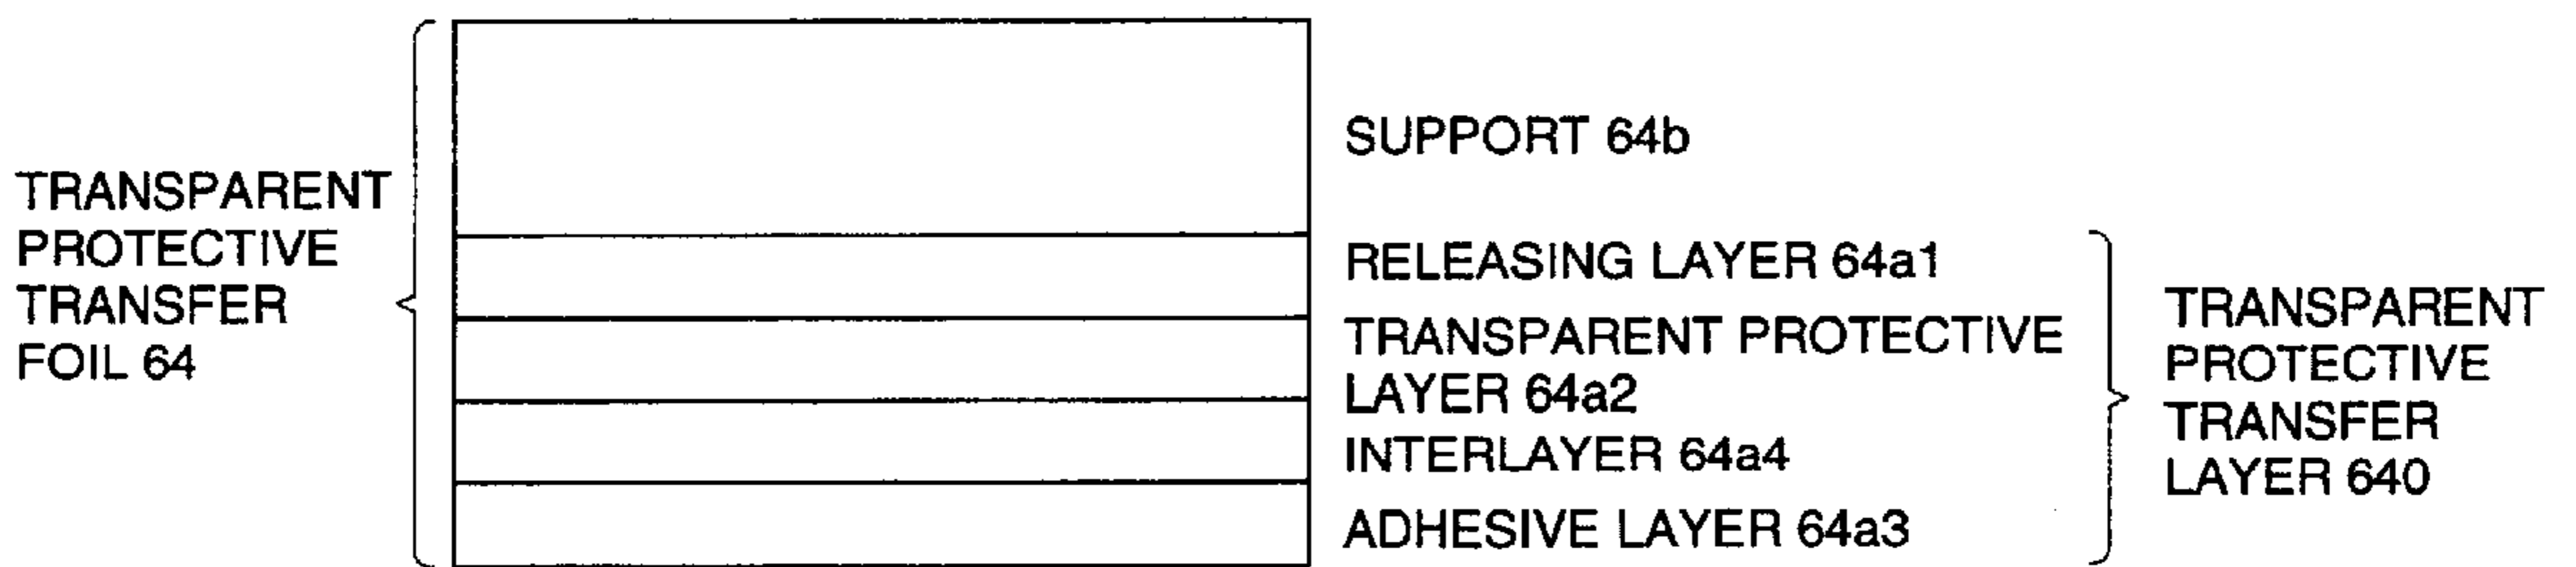 TRANSPARENT
PROTECTIVE
TRANSFER
FOIL 64
SUPPORT 64b
RELEASING LAYER 64a1
TRANSPARENT PROTECTIVE
LAYER 64a2
INTERLAYER 64a4
ADHESIVE LAYER 64a3
TRANSPARENT
PROTECTIVE
TRANSFER
LAYER 640